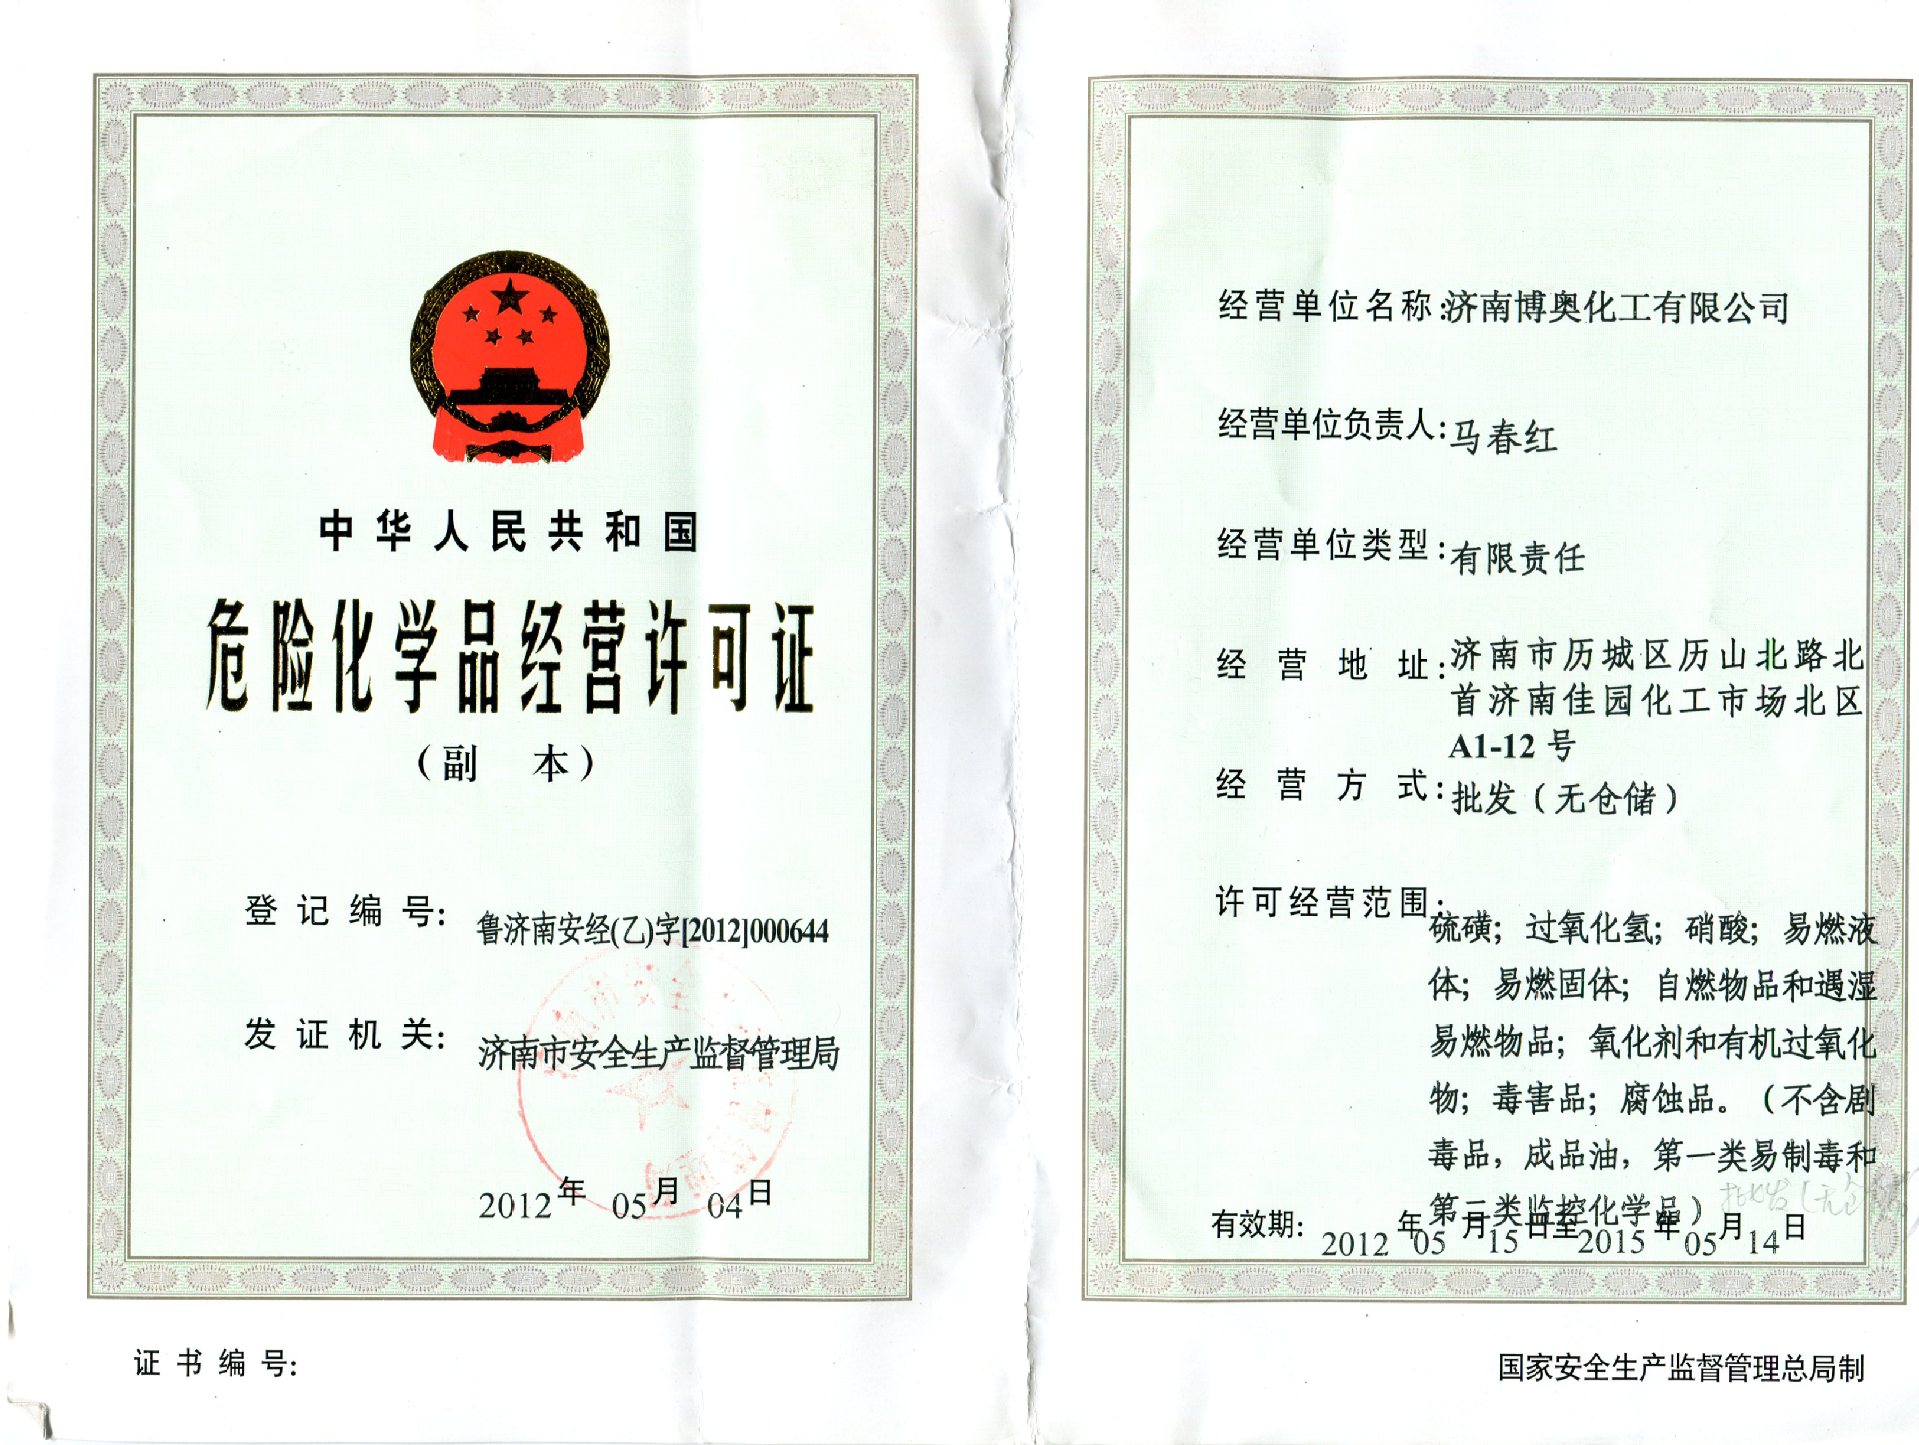 中华人民共和国
危险化学品经营许可证
（副 本）
登记编号: 鲁济南安经(乙)字[2012]000644
发证机关: 济南市安全生产监督管理局
2012年 05月 04日
证书编号:
经营单位名称:济南博奥化工有限公司
经营单位负责人:马春红
经营单位类型:有限责任
经营地址:济南市历城区历山北路北
首济南佳园化工市场北区
A1-12 号
经营方式:批发（无仓储）
许可经营范围:
硫磺；过氧化氢；硝酸；易燃液
体；易燃固体；自燃物品和遇湿
易燃物品；氧化剂和有机过氧化
物；毒害品；腐蚀品。（不含剧
毒品，成品油，第一类易制毒和
第二类监控化学品） 批发（无仓
有效期: 2012年05月15日至2015年05月14日
国家安全生产监督管理总局制